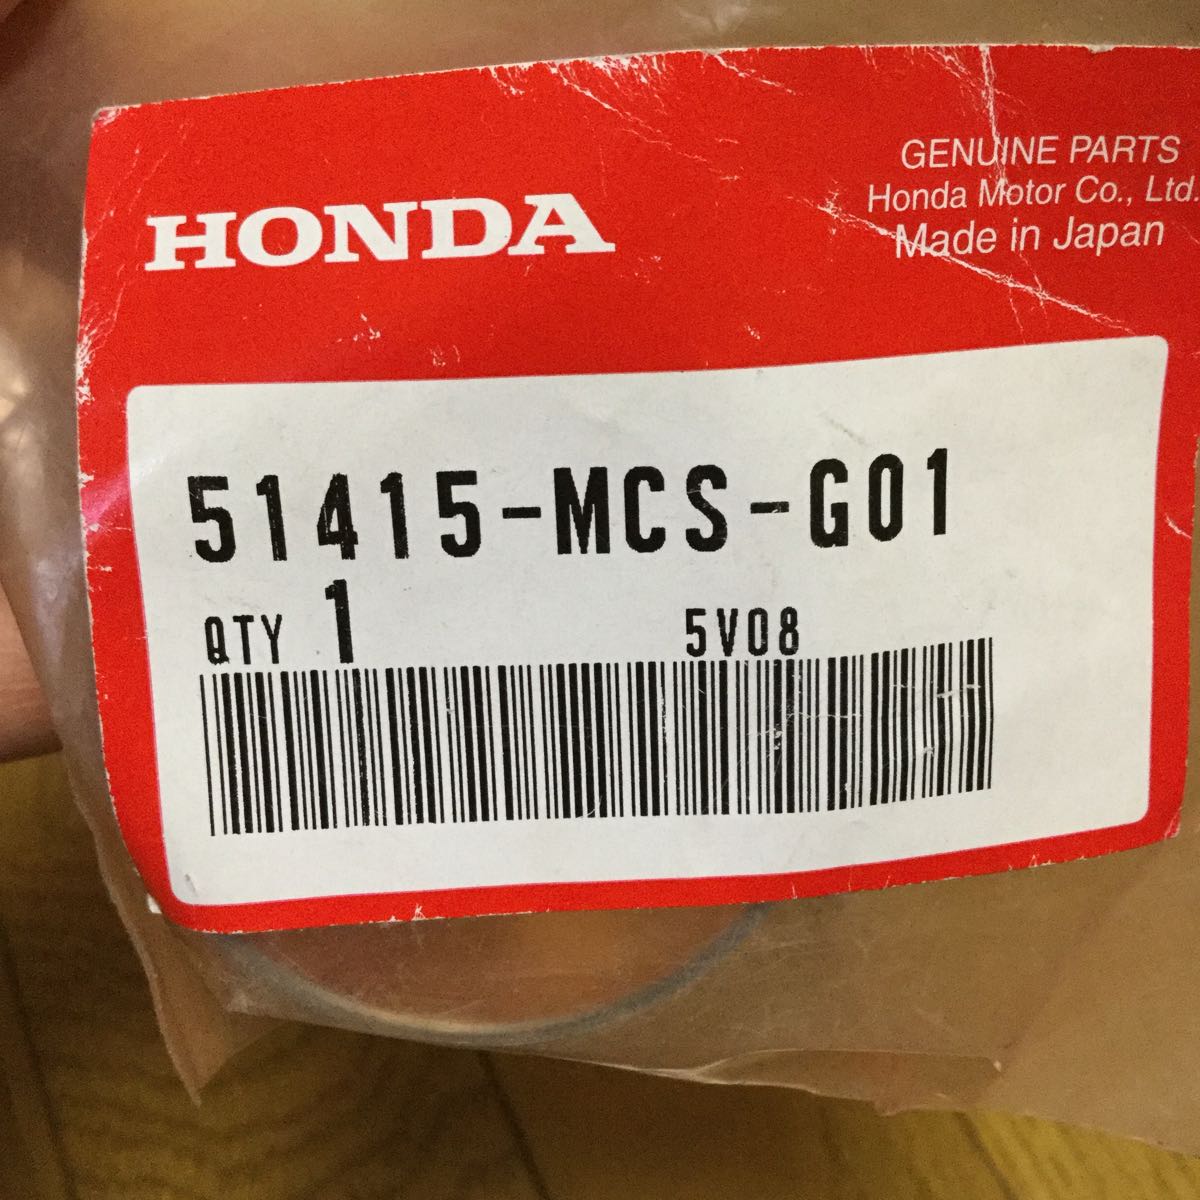 HONDA
GENUINE PARTS
Honda Motor Co., Ltd.
Made in Japan
51415-MCS-G01
QTY 1 5V08